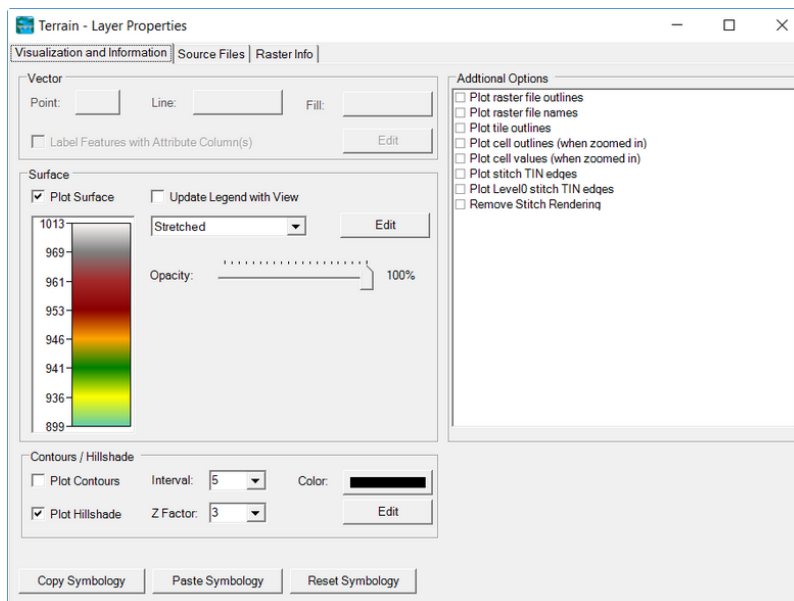 Terrain - Layer Properties
Visualization and Information Source Files Raster Info
Vector
Point: Line: Fill:
Label Features with Attribute Column(s) Edit
Surface
Plot Surface Update Legend with View
Stretched Edit
Opacity: 100%
1013
969
961
953
946
941
936
899
Contours / Hillshade
Plot Contours Interval: 5 Color:
Plot Hillshade Z Factor: 3 Edit
Copy Symbology Paste Symbology Reset Symbology
Addtional Options
Plot raster file outlines
Plot raster file names
Plot tile outlines
Plot cell outlines (when zoomed in)
Plot cell values (when zoomed in)
Plot stitch TIN edges
Plot Level0 stitch TIN edges
Remove Stitch Rendering